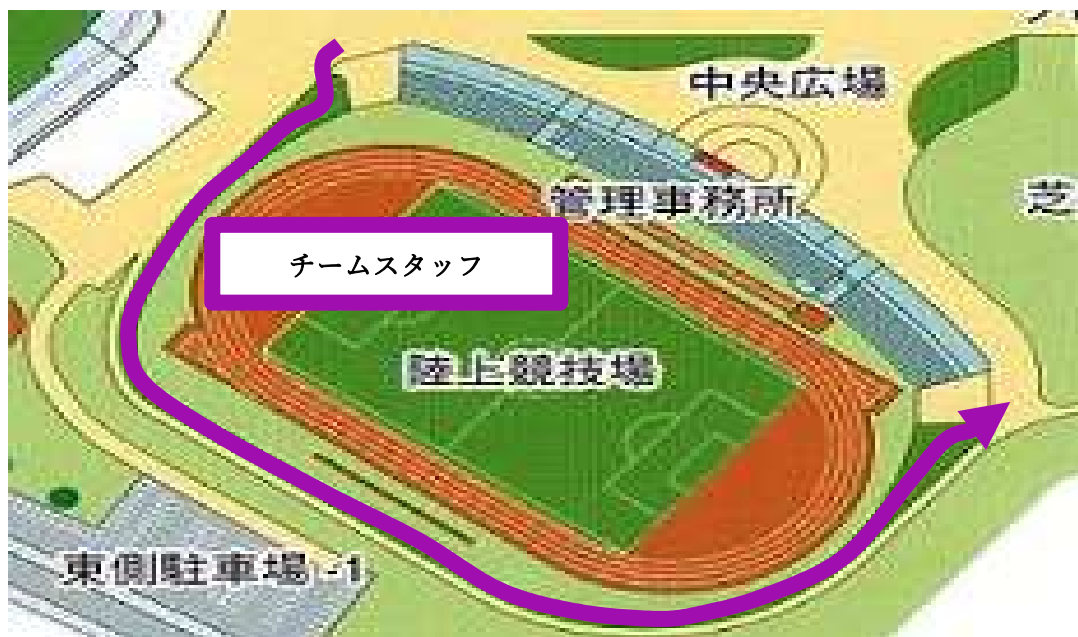 中央広場
管理事務所
芝
チームスタッフ
陸上競技場
東側駐車場-1